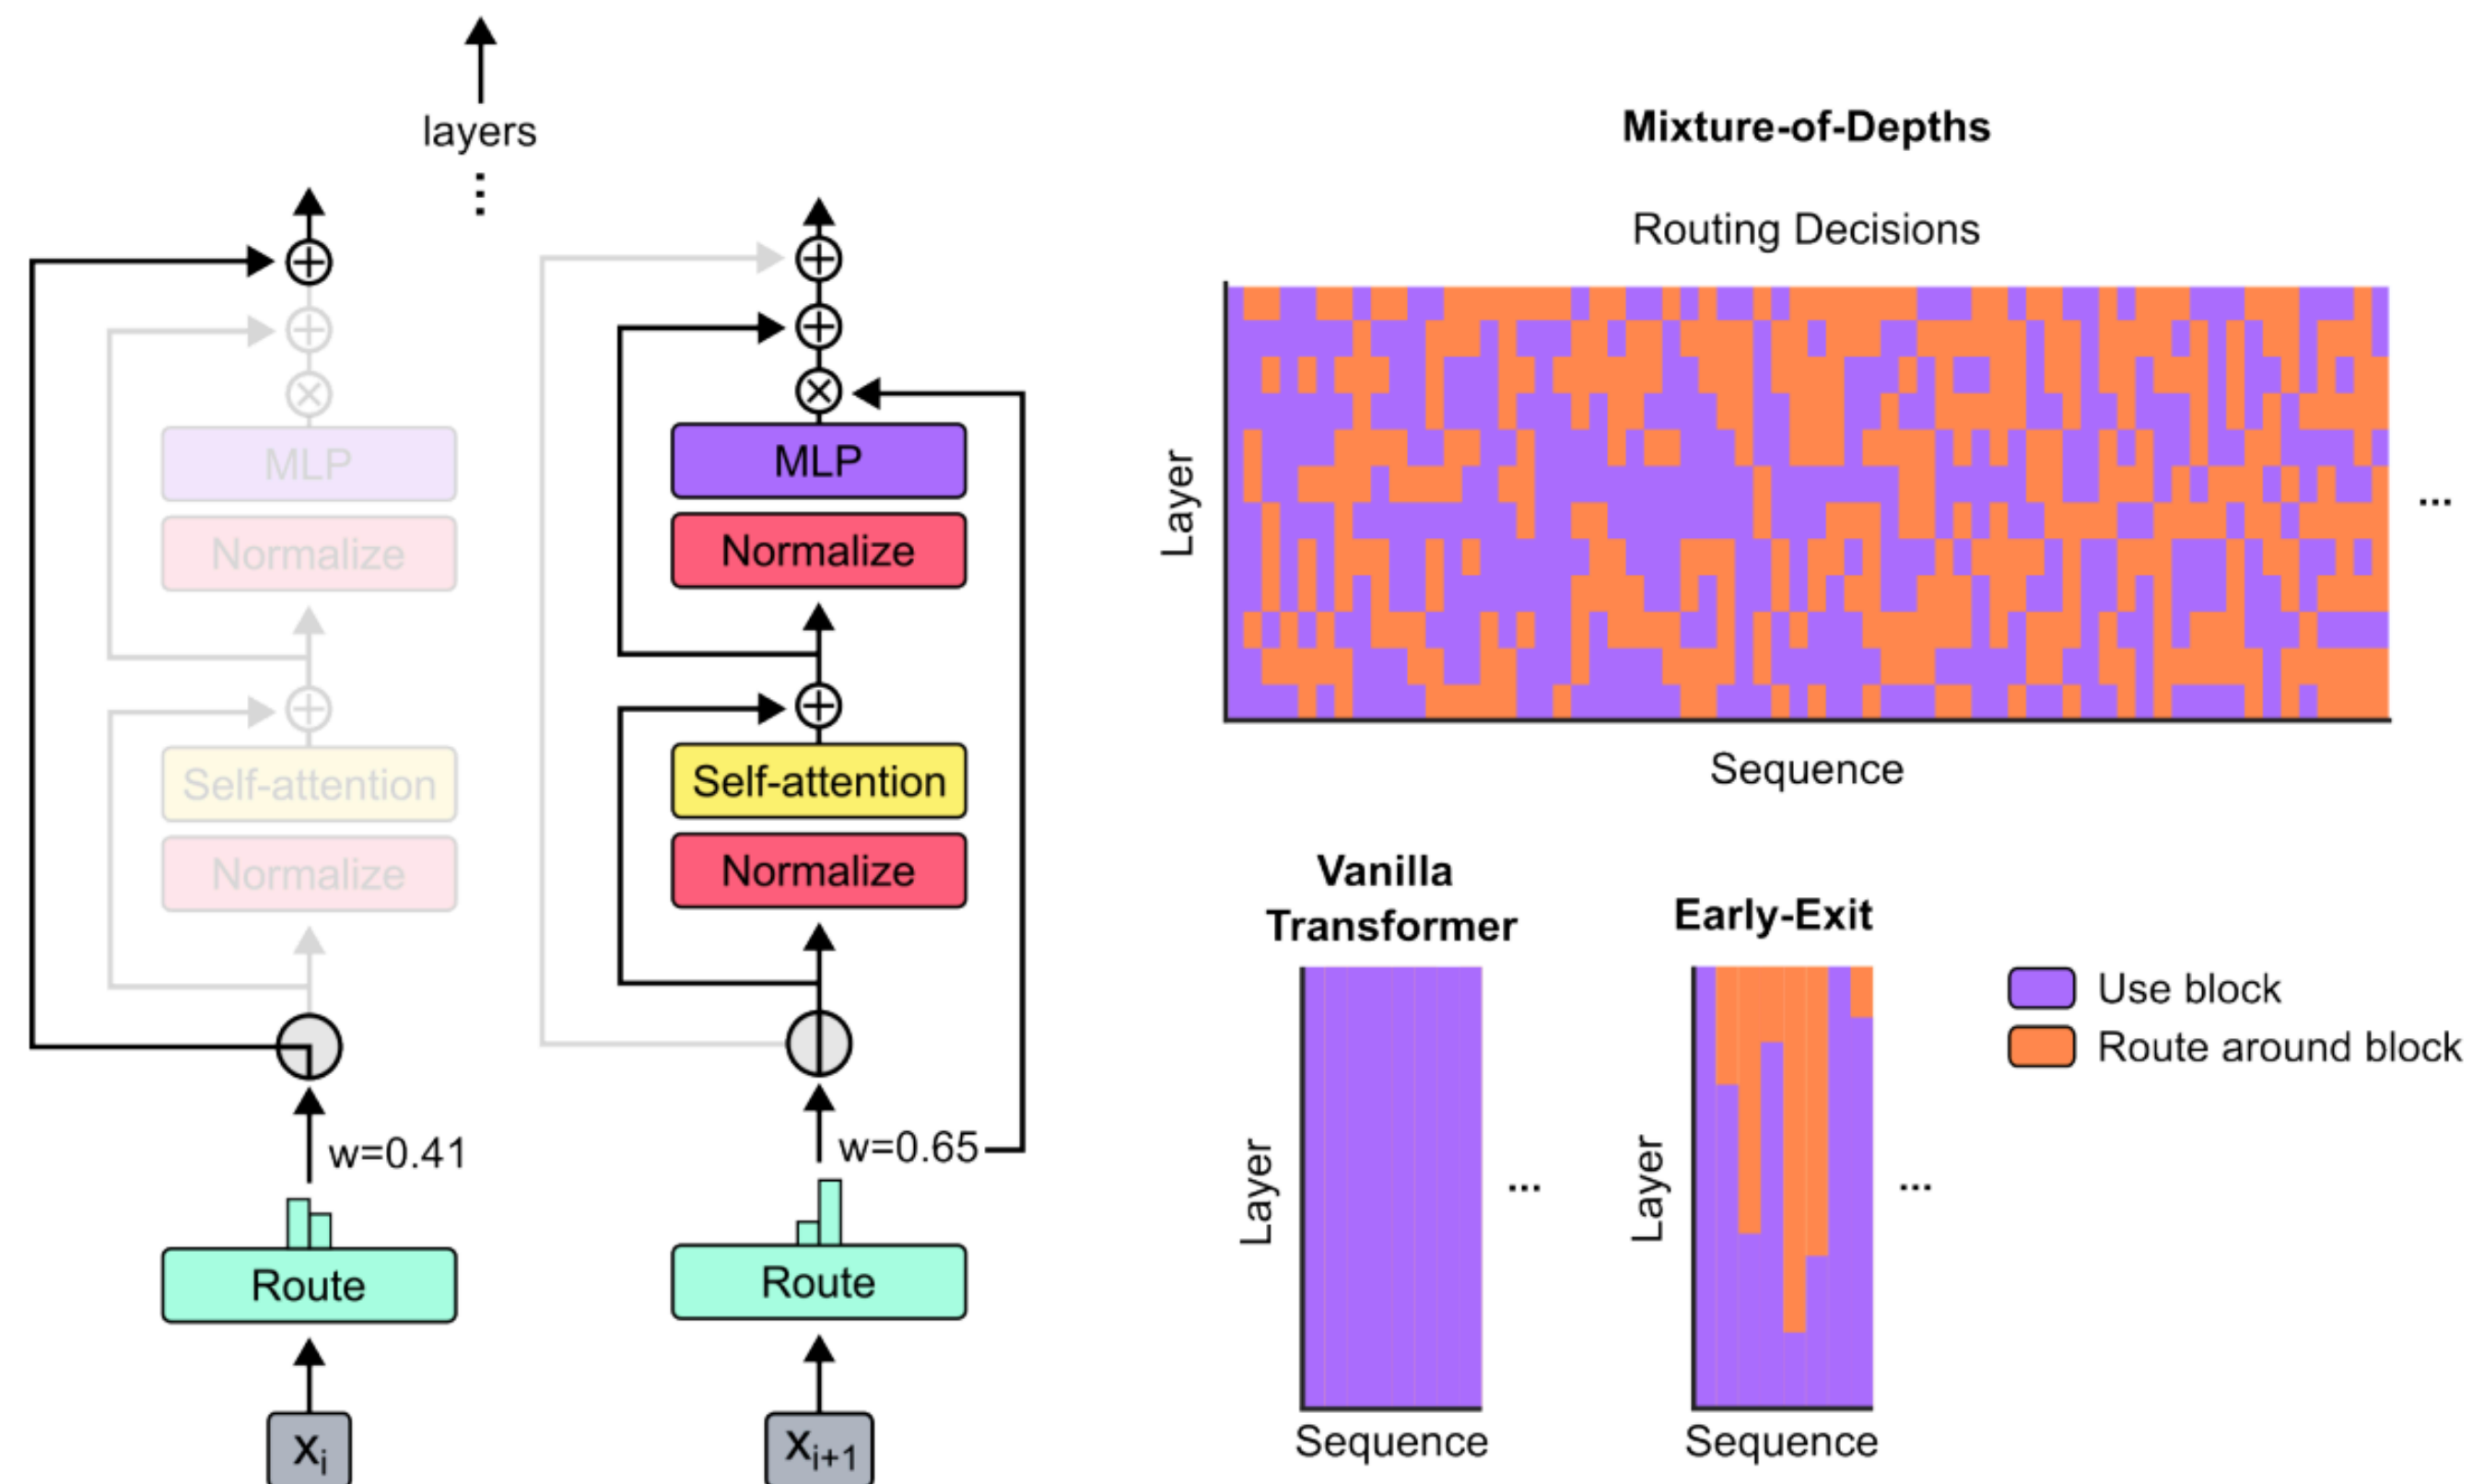 layers
⋮
MLP
Normalize
Self-attention
Normalize
w=0.41
Route
xi
MLP
Normalize
Self-attention
Normalize
w=0.65
Route
xi+1
Mixture-of-Depths
Routing Decisions
Layer
...
Sequence
Vanilla
Transformer
Layer
...
Sequence
Early-Exit
Layer
...
Sequence
Use block
Route around block